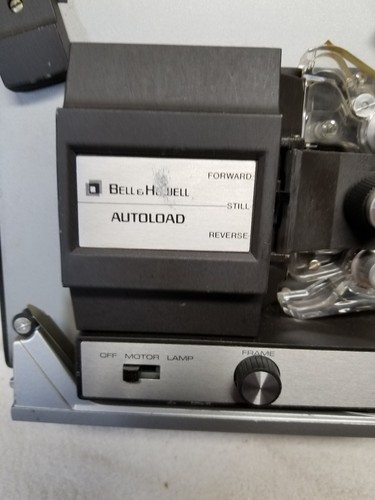 FORWARD
BELL & HOWELL
STILL
AUTOLOAD
REVERSE
OFF MOTOR LAMP
FRAME